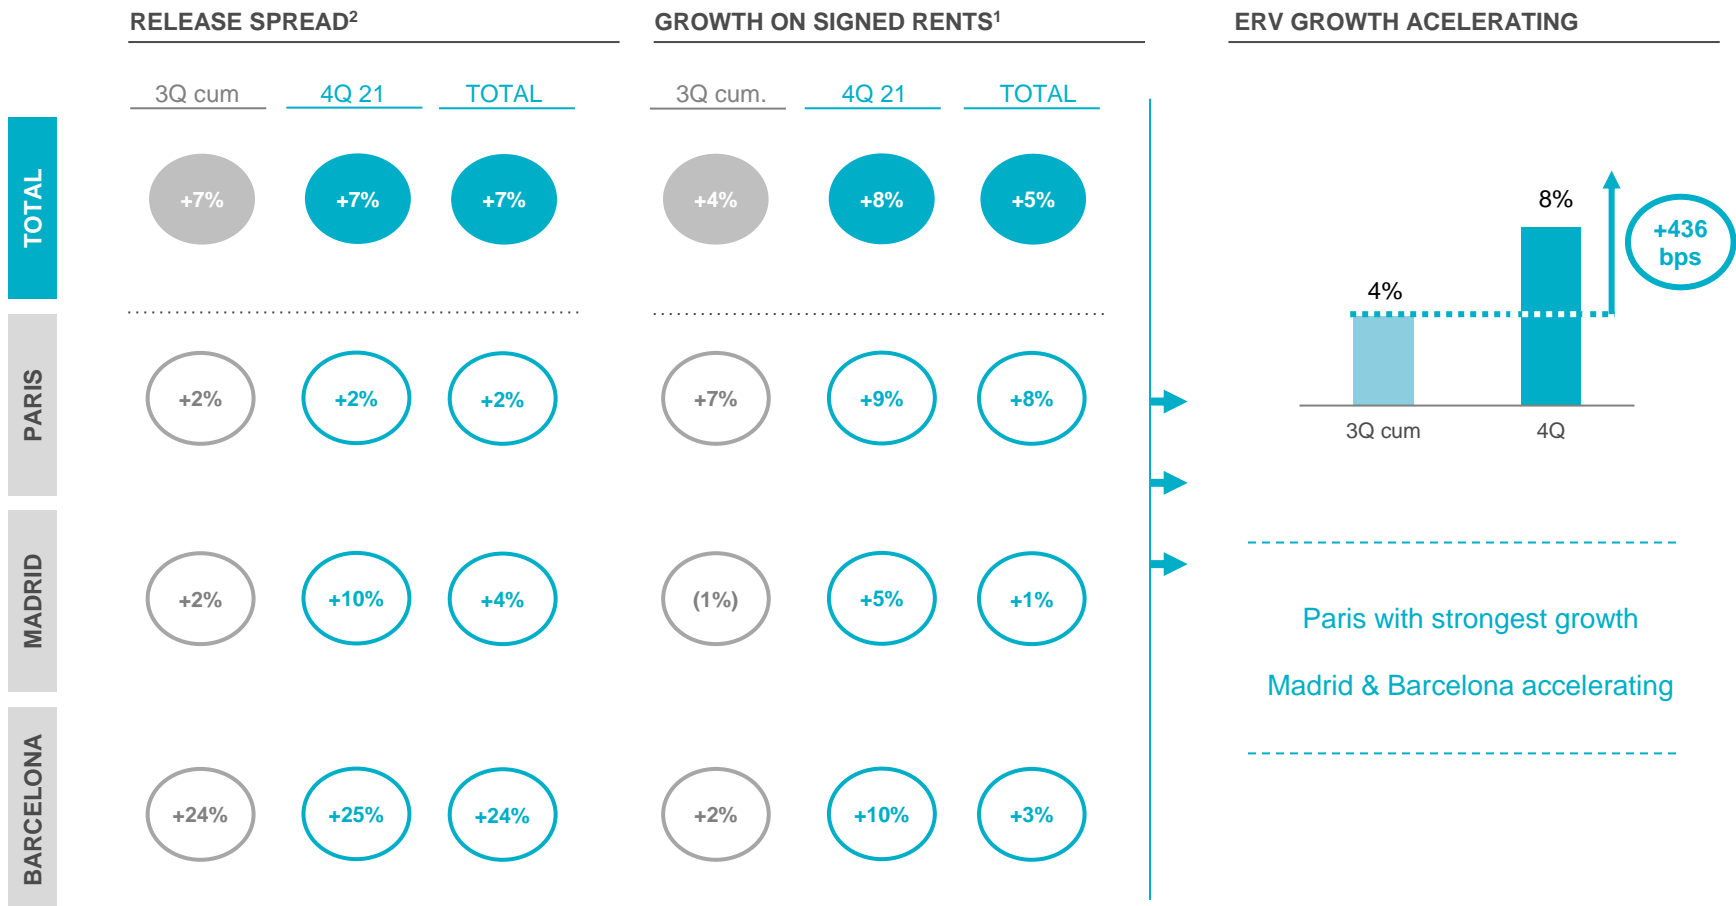 RELEASE SPREAD²
GROWTH ON SIGNED RENTS¹
ERV GROWTH ACELERATING
3Q cum
4Q 21
TOTAL
3Q cum.
4Q 21
TOTAL
TOTAL
+7%
+7%
+7%
+4%
+8%
+5%
PARIS
+2%
+2%
+2%
+7%
+9%
+8%
MADRID
+2%
+10%
+4%
(1%)
+5%
+1%
BARCELONA
+24%
+25%
+24%
+2%
+10%
+3%
8%
+436
bps
4%
3Q cum
4Q
Paris with strongest growth
Madrid & Barcelona accelerating